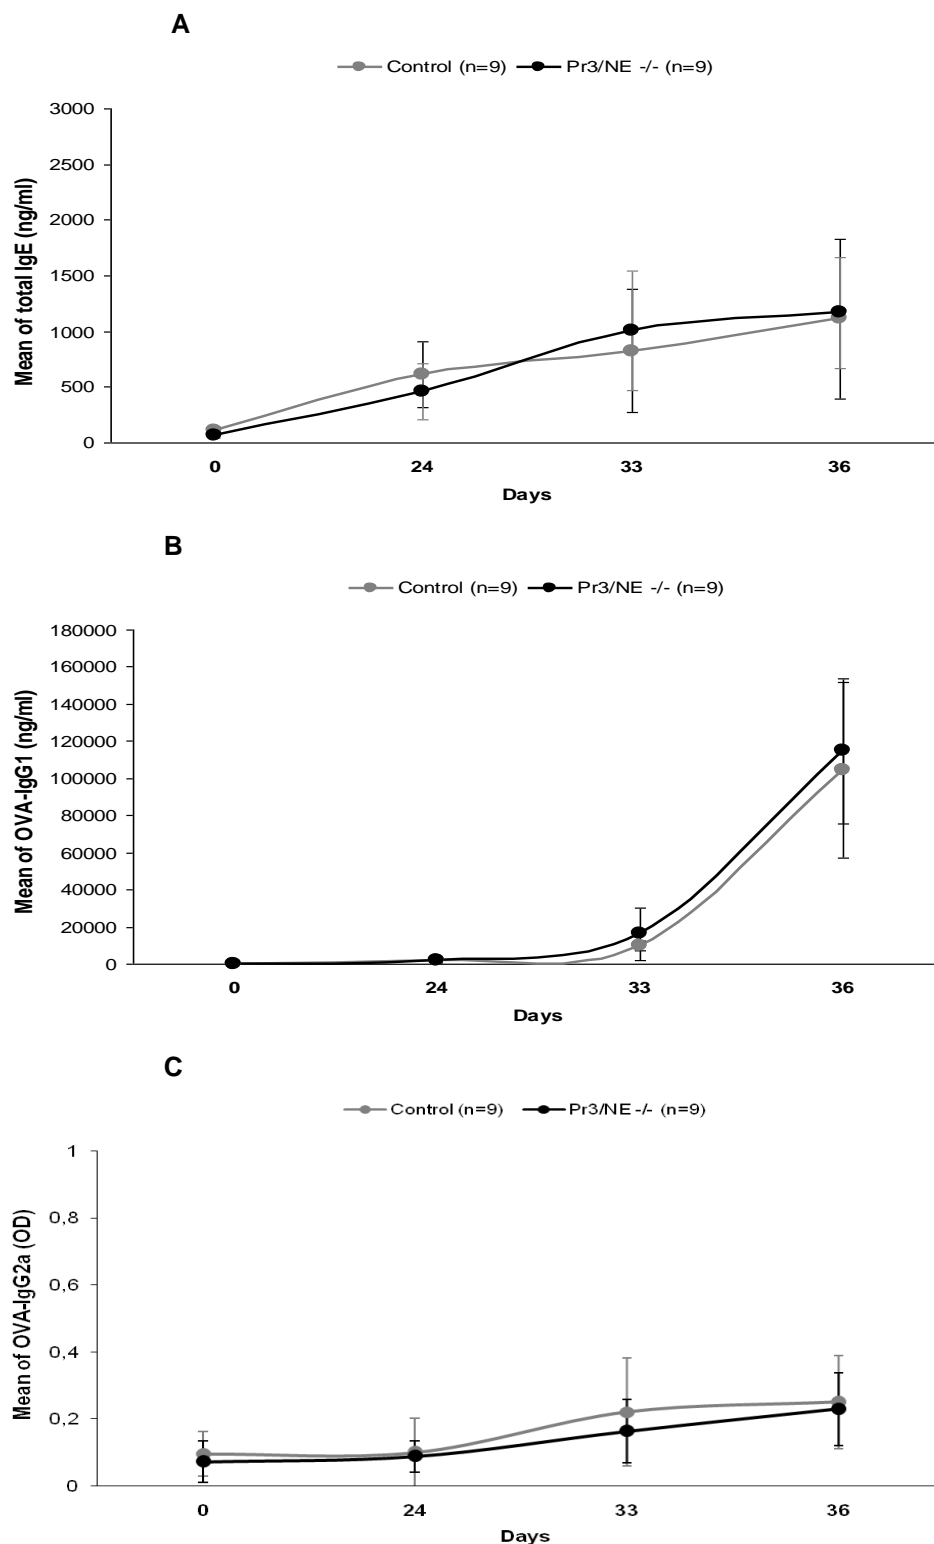 A
Control (n=9) Pr3/NE -/- (n=9)
3000
2500
2000
1500
1000
500
0
Mean of total IgE (ng/ml)
0 24 33 36
Days
B
Control (n=9) Pr3/NE -/- (n=9)
180000
160000
140000
120000
100000
80000
60000
40000
20000
0
Mean of OVA-IgG1 (ng/ml)
0 24 33 36
Days
C
Control (n=9) Pr3/NE -/- (n=9)
1
0,8
0,6
0,4
0,2
0
Mean of OVA-IgG2a (OD)
0 24 33 36
Days